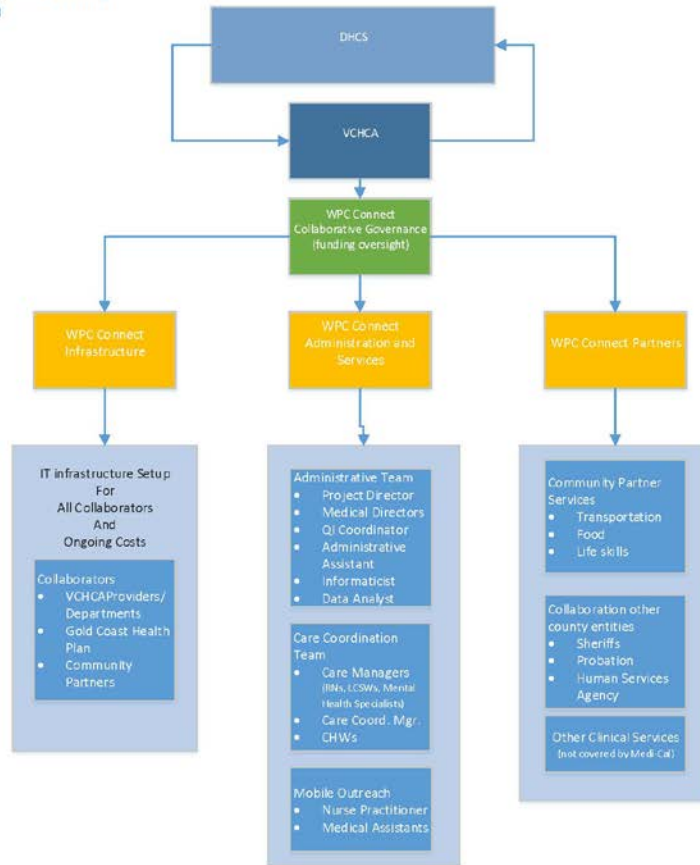 DHCS
VCHCA
WPC Connect
Collaborative Governance
(funding oversight)
WPC Connect
Infrastructure
WPC Connect
Administration and
Services
WPC Connect Partners
IT infrastructure Setup
For
All Collaborators
And
Ongoing Costs
Collaborators
• VCHCAProviders/
Departments
• Gold Coast Health
Plan
• Community
Partners
Administrative Team
• Project Director
• Medical Directors
• QI Coordinator
• Administrative
Assistant
• Informaticist
• Data Analyst
Care Coordination
Team
• Care Managers
(RNs, LCSWs, Mental
Health Specialists)
• Care Coord. Mgr.
• CHWs
Mobile Outreach
• Nurse Practitioner
• Medical Assistants
Community Partner
Services
• Transportation
• Food
• Life skills
Collaboration other
county entities
• Sheriffs
• Probation
• Human Services
Agency
Other Clinical Services
(not covered by Medi-Cal)